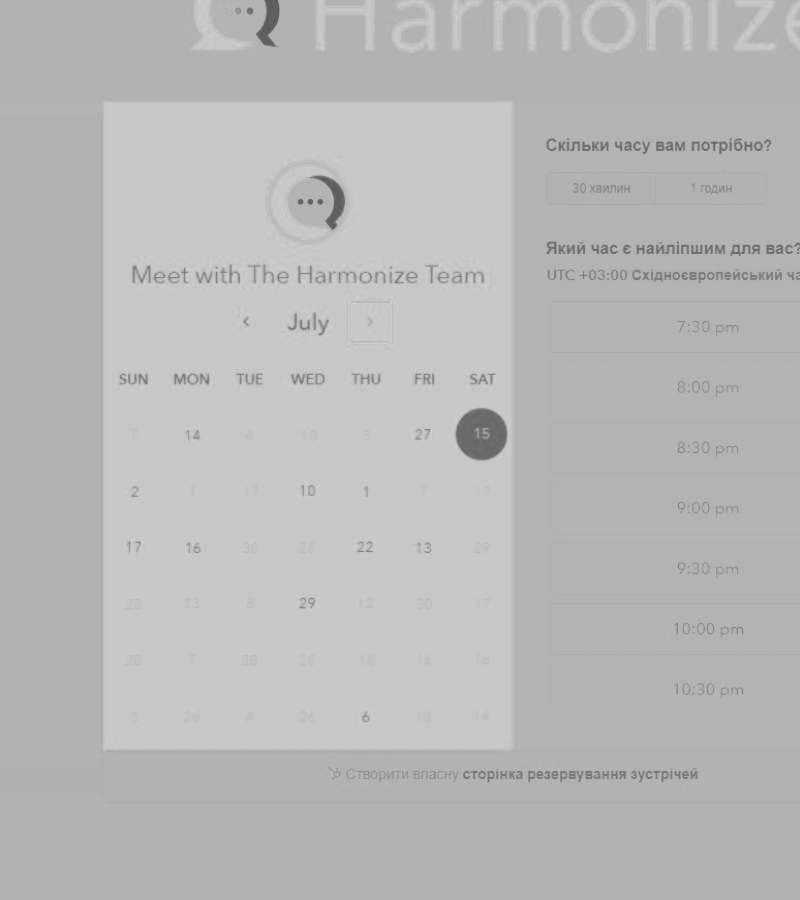 Harmonize
Meet with The Harmonize Team
July
SUN MON TUE WED THU FRI SAT
7 14 4 10 3 27 15
2 1 17 10 1 7 17
17 16 30 28 22 13 29
28 13 8 29 12 30 17
28 7 28 28 10 16 16
3 26 4 26 6 18 14
Скільки часу вам потрібно?
30 хвилин 1 годин
Який час є найліпшим для вас?
UTC +03:00 Східноєвропейський
7:30 pm
8:00 pm
8:30 pm
9:00 pm
9:30 pm
10:00 pm
10:30 pm
Створити власну сторінка резервування зустрічей